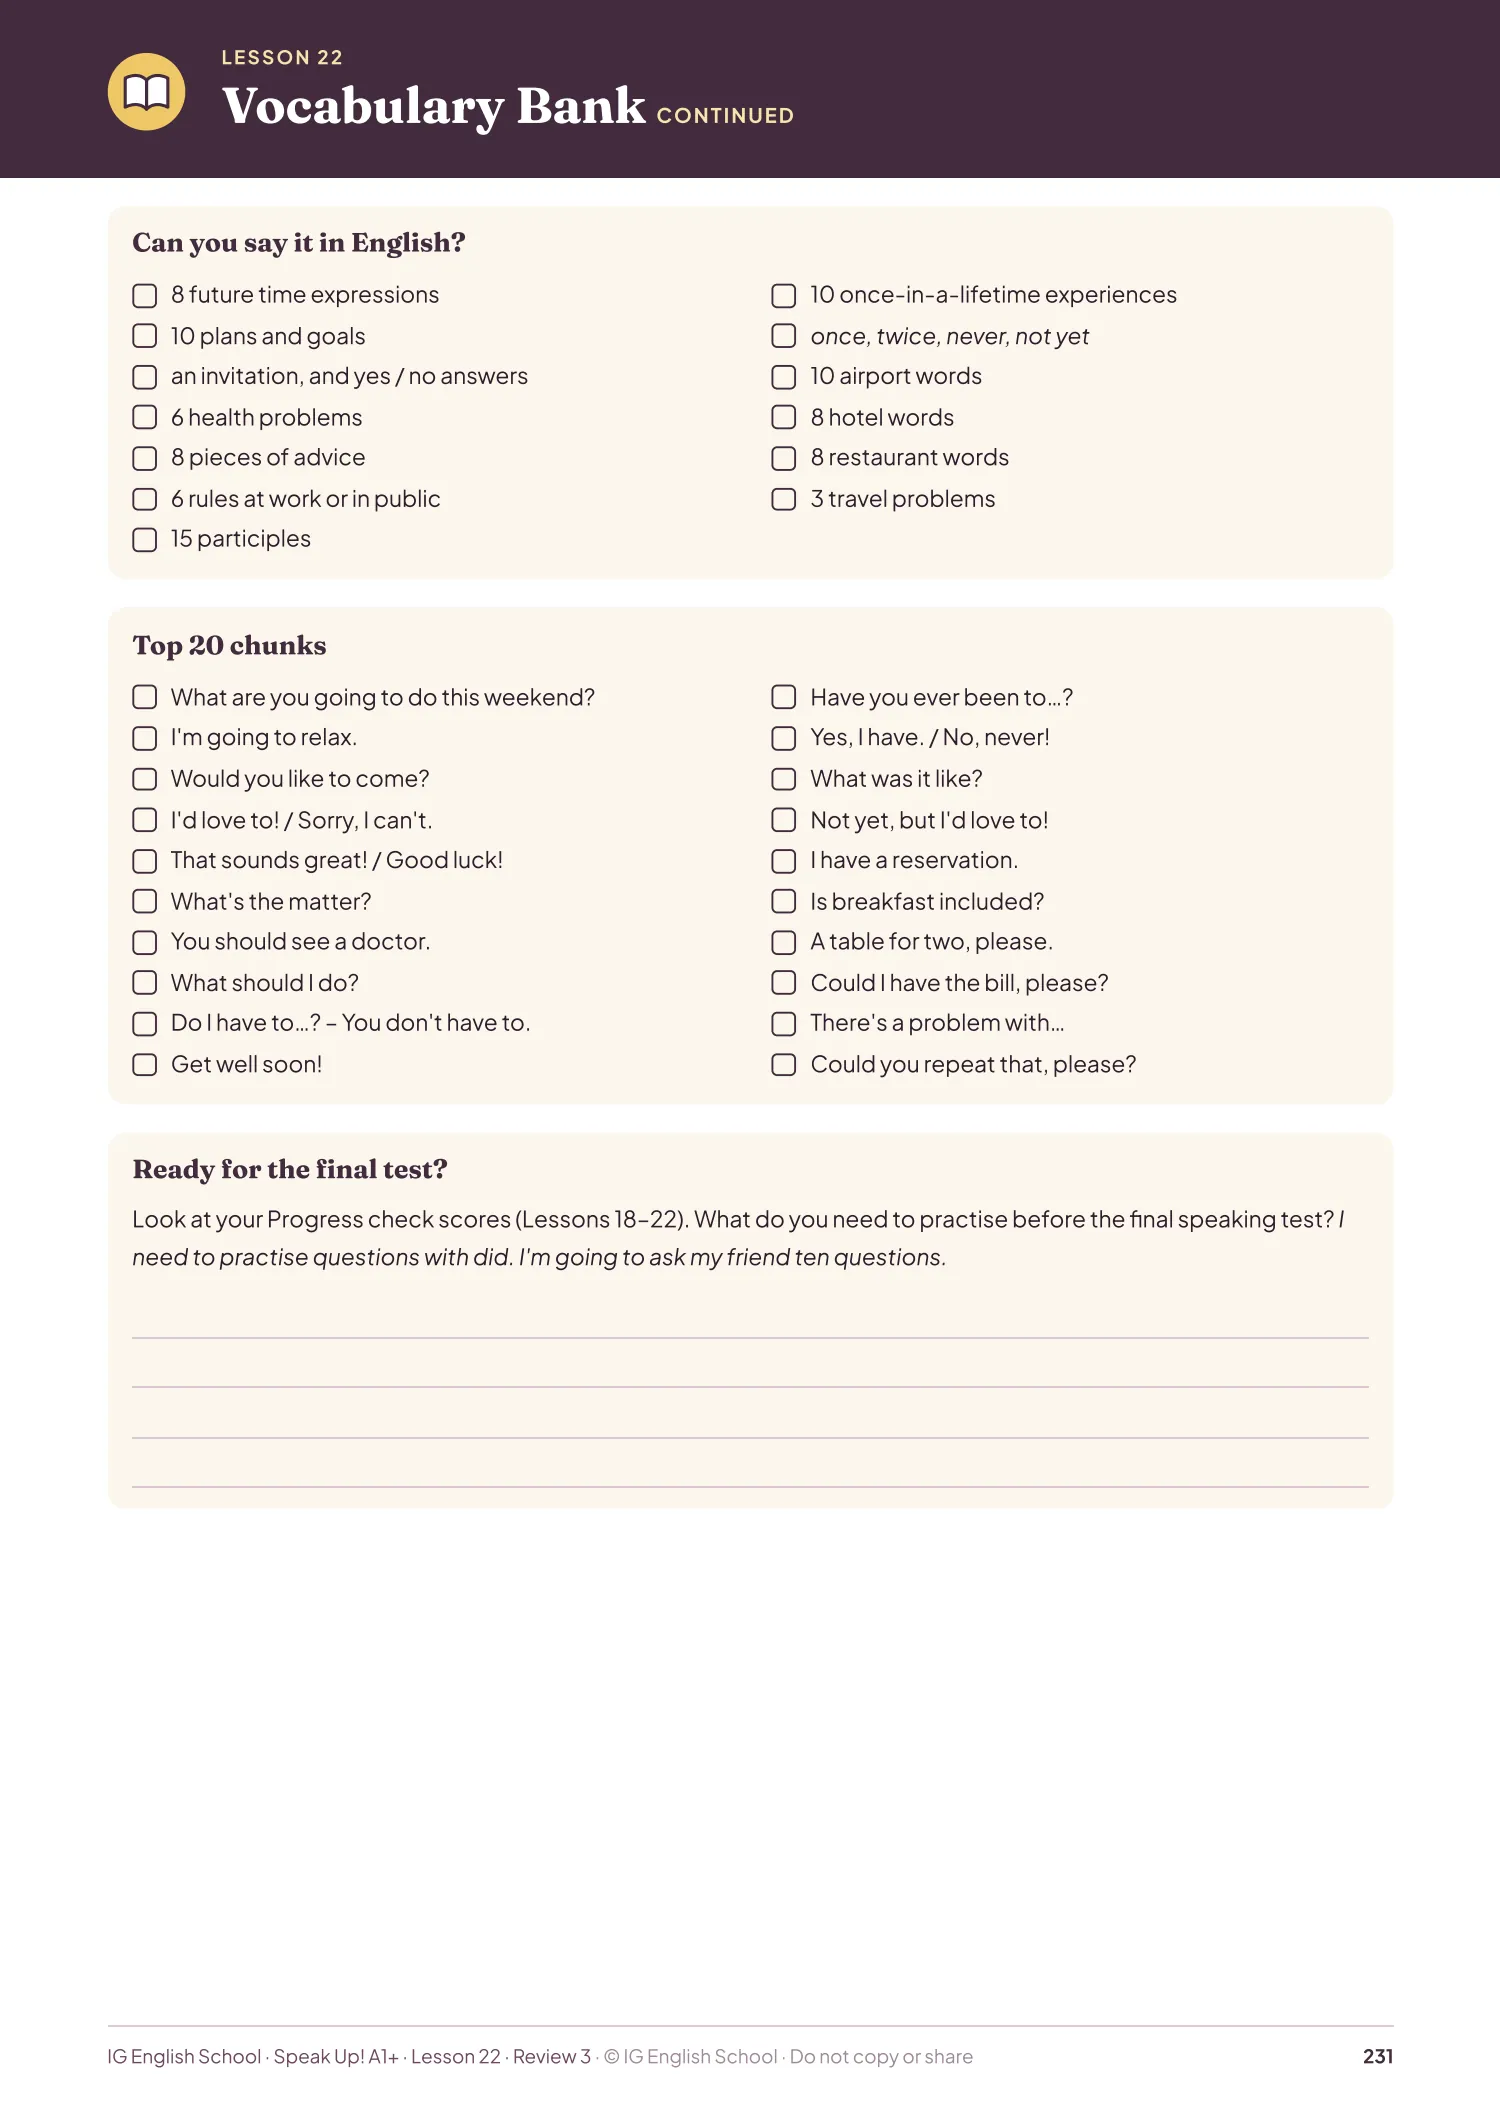 LESSON 22
Vocabulary Bank CONTINUED
Can you say it in English?
8 future time expressions
10 plans and goals
an invitation, and yes / no answers
6 health problems
8 pieces of advice
6 rules at work or in public
15 participles
10 once-in-a-lifetime experiences
once, twice, never, not yet
10 airport words
8 hotel words
8 restaurant words
3 travel problems
Top 20 chunks
What are you going to do this weekend?
I'm going to relax.
Would you like to come?
I'd love to! / Sorry, I can't.
That sounds great! / Good luck!
What's the matter?
You should see a doctor.
What should I do?
Do I have to…? – You don't have to.
Get well soon!
Have you ever been to…?
Yes, I have. / No, never!
What was it like?
Not yet, but I'd love to!
I have a reservation.
Is breakfast included?
A table for two, please.
Could I have the bill, please?
There's a problem with…
Could you repeat that, please?
Ready for the final test?
Look at your Progress check scores (Lessons 18–22). What do you need to practise before the final speaking test? I
need to practise questions with did. I'm going to ask my friend ten questions.
IG English School · Speak Up! A1+ · Lesson 22 · Review 3 · © IG English School · Do not copy or share
231